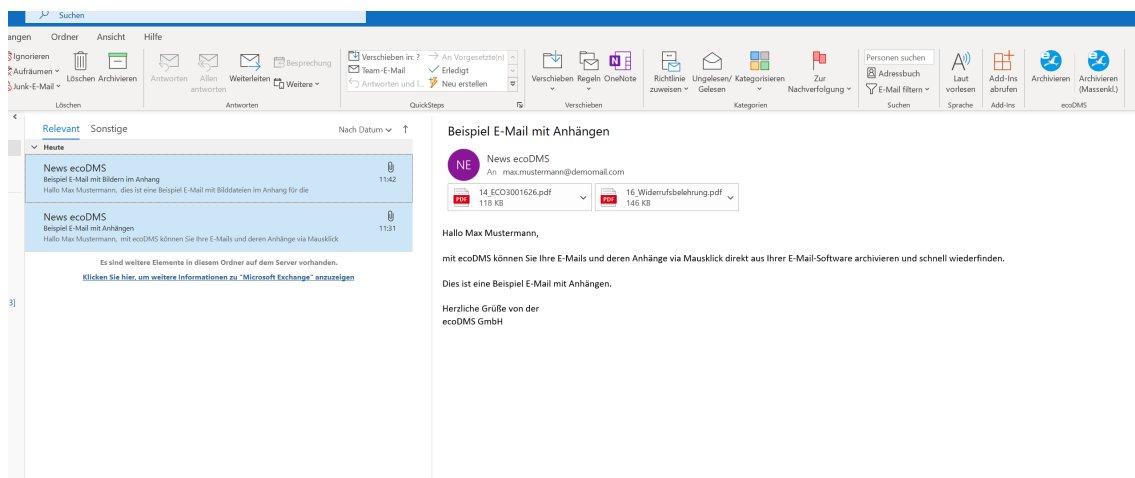 Suchen
Ordner Ansicht Hilfe
Ignorieren
Aufräumen
Junk-E-Mail
Löschen Archivieren
Löschen
Antworten Allen antworten Weiterleiten
Besprechung
Weitere
Antworten
Verschieben in: ? An Vorgesetzte(n)
Team-E-Mail Erledigt
Antworten und l... Neu erstellen
QuickSteps
Verschieben Regeln OneNote
Verschieben
Richtlinie zuweisen Ungelesen/ Gelesen Kategorisieren Zur Nachverfolgung
Kategorien
Personen suchen
Adressbuch
E-Mail filtern
Suchen
Laut vorlesen
Sprache
Add-Ins abrufen
Add-Ins
Archivieren Archivieren (Massenkl.)
ecoDMS
Relevant Sonstige Nach Datum
Heute
News ecoDMS
Beispiel E-Mail mit Bildern im Anhang 11:42
Hallo Max Mustermann, dies ist eine Beispiel E-Mail mit Bilddateien im Anhang für die
News ecoDMS
Beispiel E-Mail mit Anhängen 11:31
Hallo Max Mustermann, mit ecoDMS können Sie Ihre E-Mails und deren Anhänge via Mausklick
Es sind weitere Elemente in diesem Ordner auf dem Server vorhanden.
Klicken Sie hier, um weitere Informationen zu "Microsoft Exchange" anzuzeigen
3]
Beispiel E-Mail mit Anhängen
NE
News ecoDMS
An max.mustermann@demomail.com
PDF 14_ECO3001626.pdf
118 KB
PDF 16_Widerrufsbelehrung.pdf
146 KB
Hallo Max Mustermann,
mit ecoDMS können Sie Ihre E-Mails und deren Anhänge via Mausklick direkt aus Ihrer E-Mail-Software archivieren und schnell wiederfinden.
Dies ist eine Beispiel E-Mail mit Anhängen.
Herzliche Grüße von der
ecoDMS GmbH